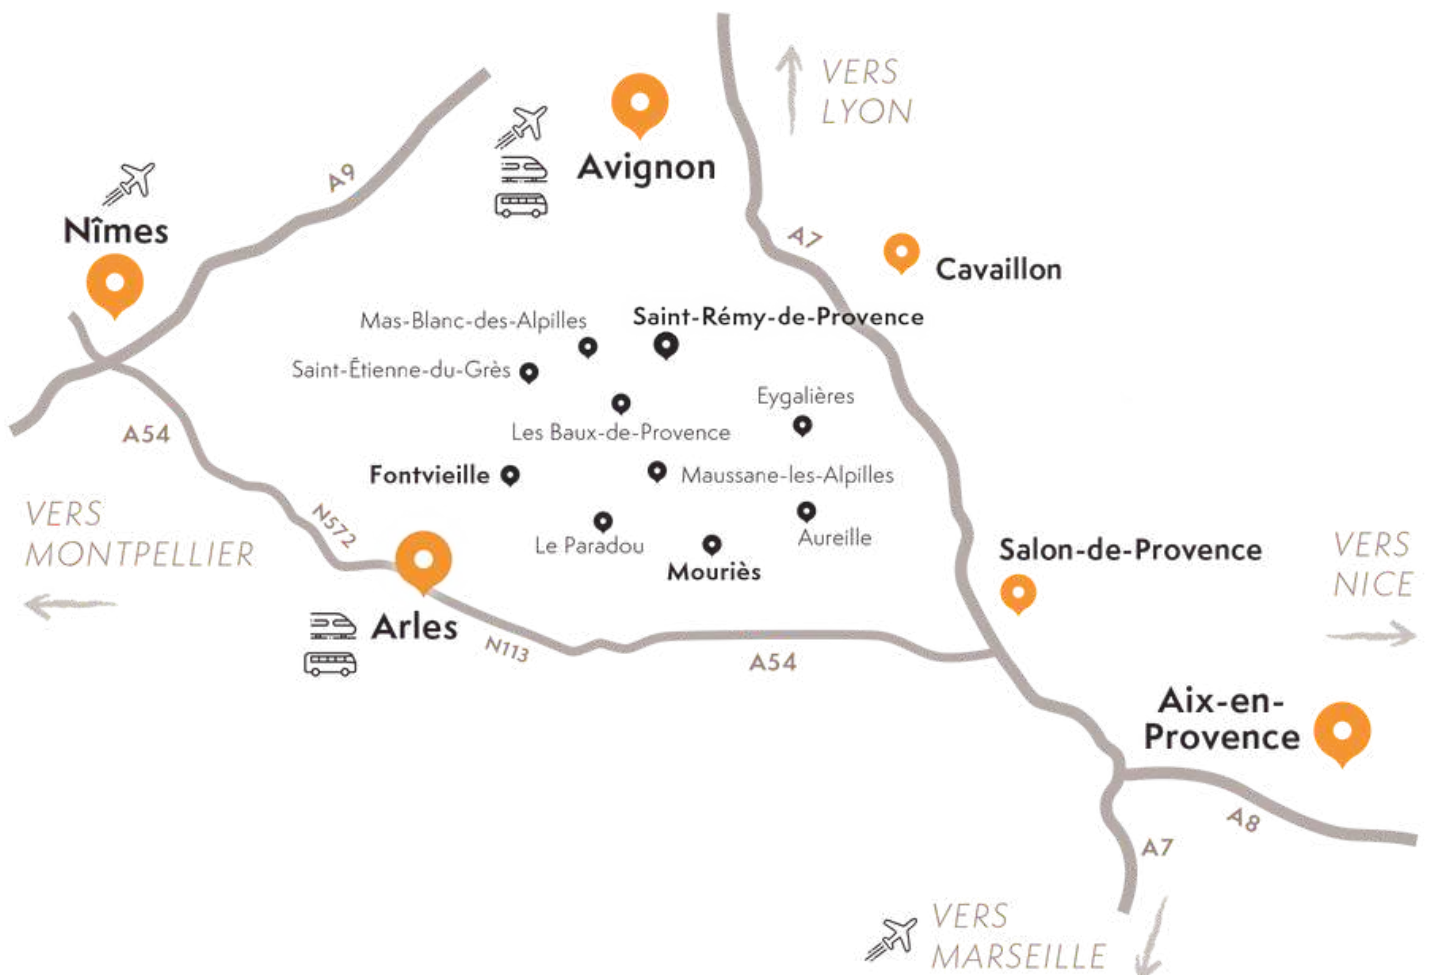 VERS
LYON
Avignon
A9
Nîmes
A7
Cavaillon
Mas-Blanc-des-Alpilles
Saint-Rémy-de-Provence
Saint-Étienne-du-Grès
Eygalières
Les Baux-de-Provence
A54
Fontvieille
Maussane-les-Alpilles
VERS
MONTPELLIER
N572
Le Paradou
Aureille
Mouriès
Salon-de-Provence
VERS
NICE
Arles
N113
A54
Aix-en-
Provence
A8
A7
VERS
MARSEILLE